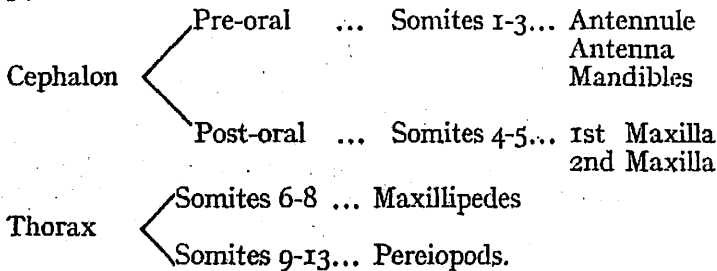 Pre-oral ... Somites 1-3... Antennule
Antenna
Cephalon
Mandibles
Post-oral ... Somites 4-5... 1st Maxilla
2nd Maxilla
Somites 6-8 ... Maxillipedes
Thorax
Somites 9-13... Pereiopods.